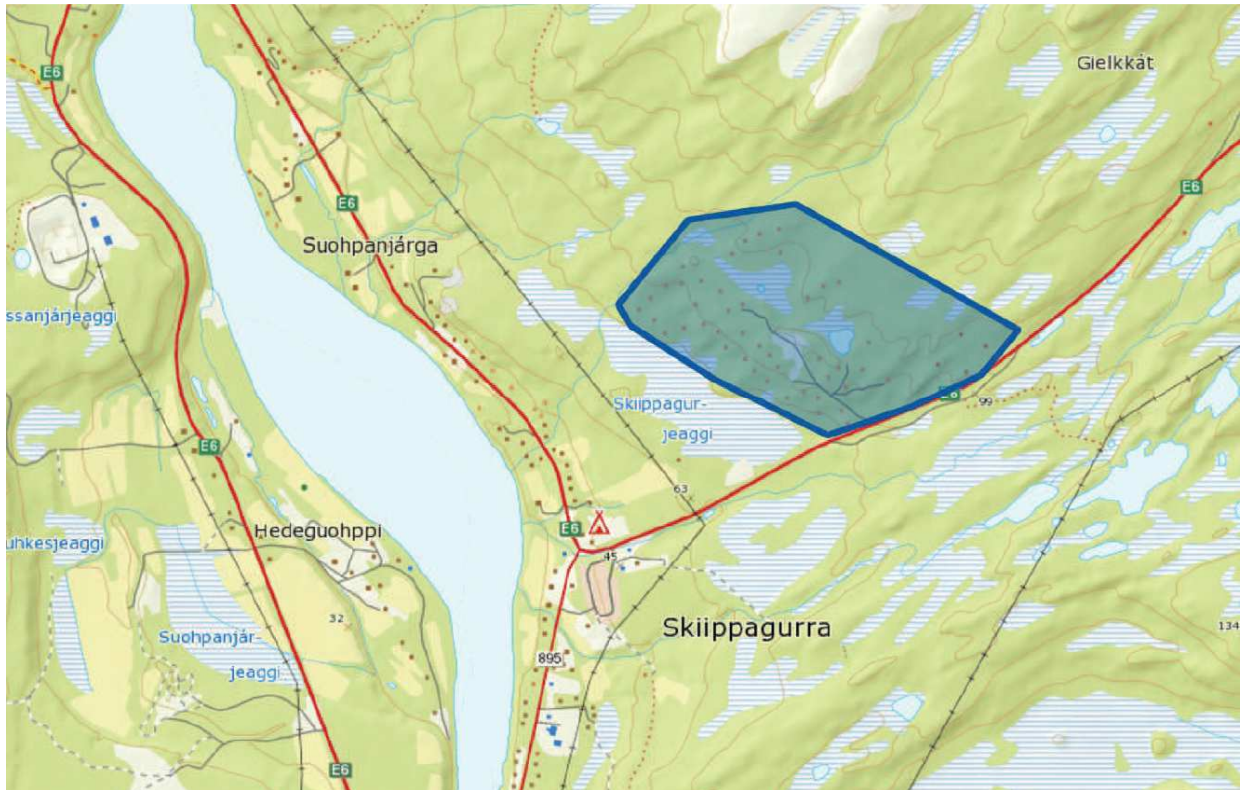 Gielkkát
E6
E6
E6
Suohpanjárga
ssanjárjeaggi
Skiippagur-
jeaggi
E6
99
E6
63
E6
Hedeguohppi
uhkesjeaggi
45
32
Skiippagurra
134
Suohpanjár-
jeaggi
895
E6